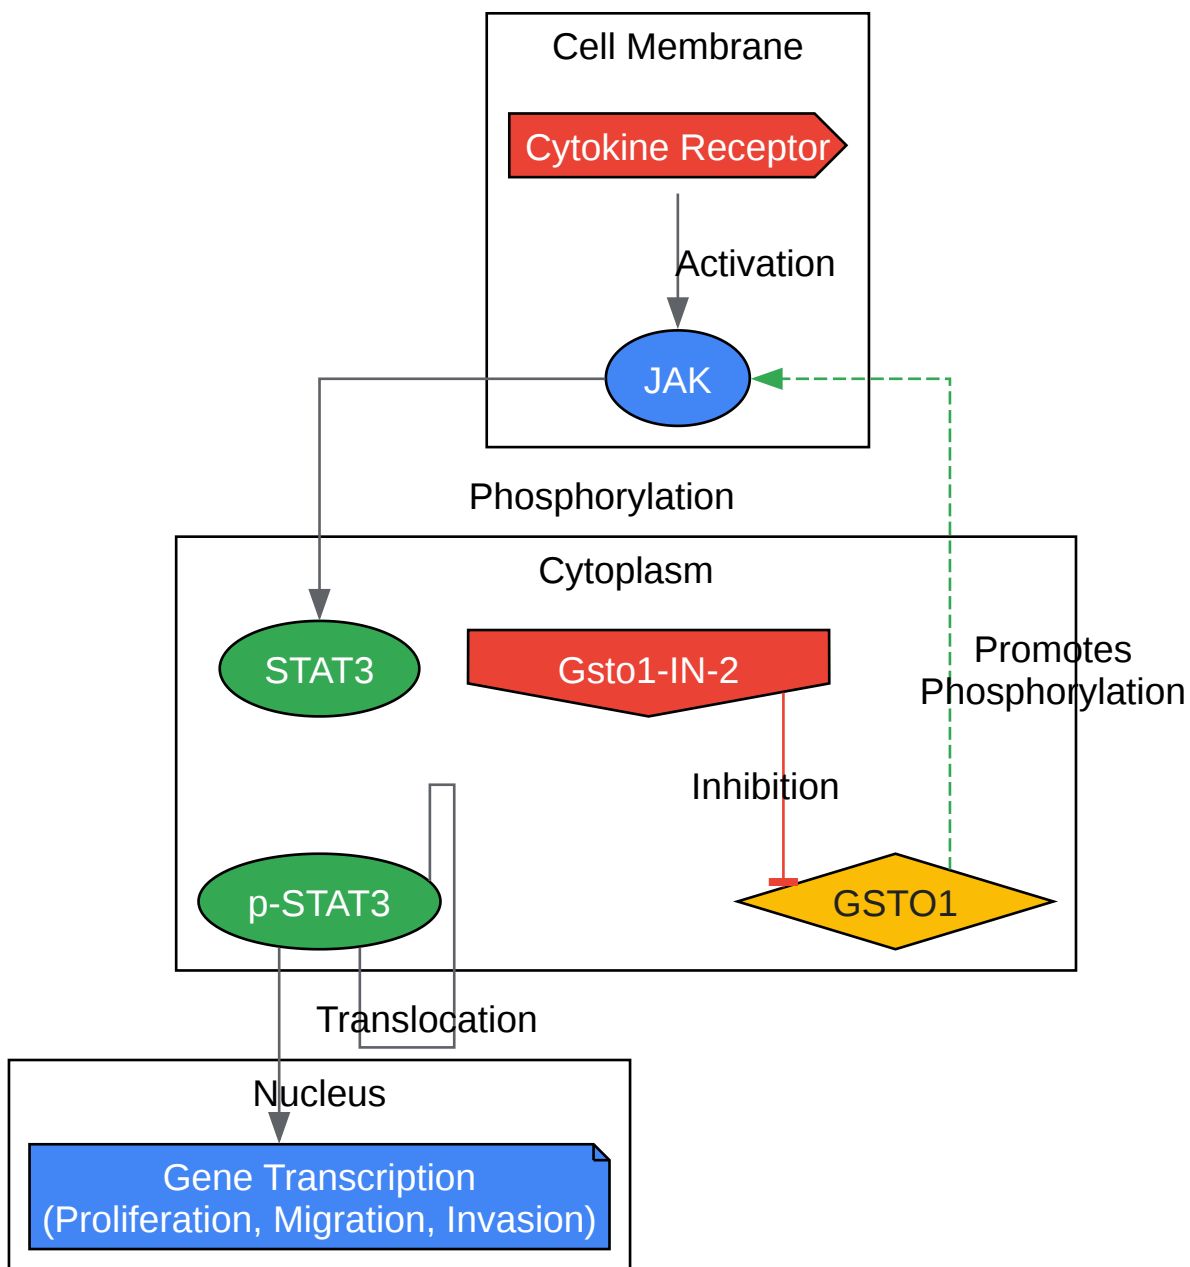 Cell Membrane
Cytokine Receptor
Activation
JAK
Phosphorylation
Cytoplasm
STAT3
Gsto1-IN-2
Promotes
Phosphorylation
Inhibition
p-STAT3
GSTO1
Translocation
Nucleus
Gene Transcription
(Proliferation, Migration, Invasion)